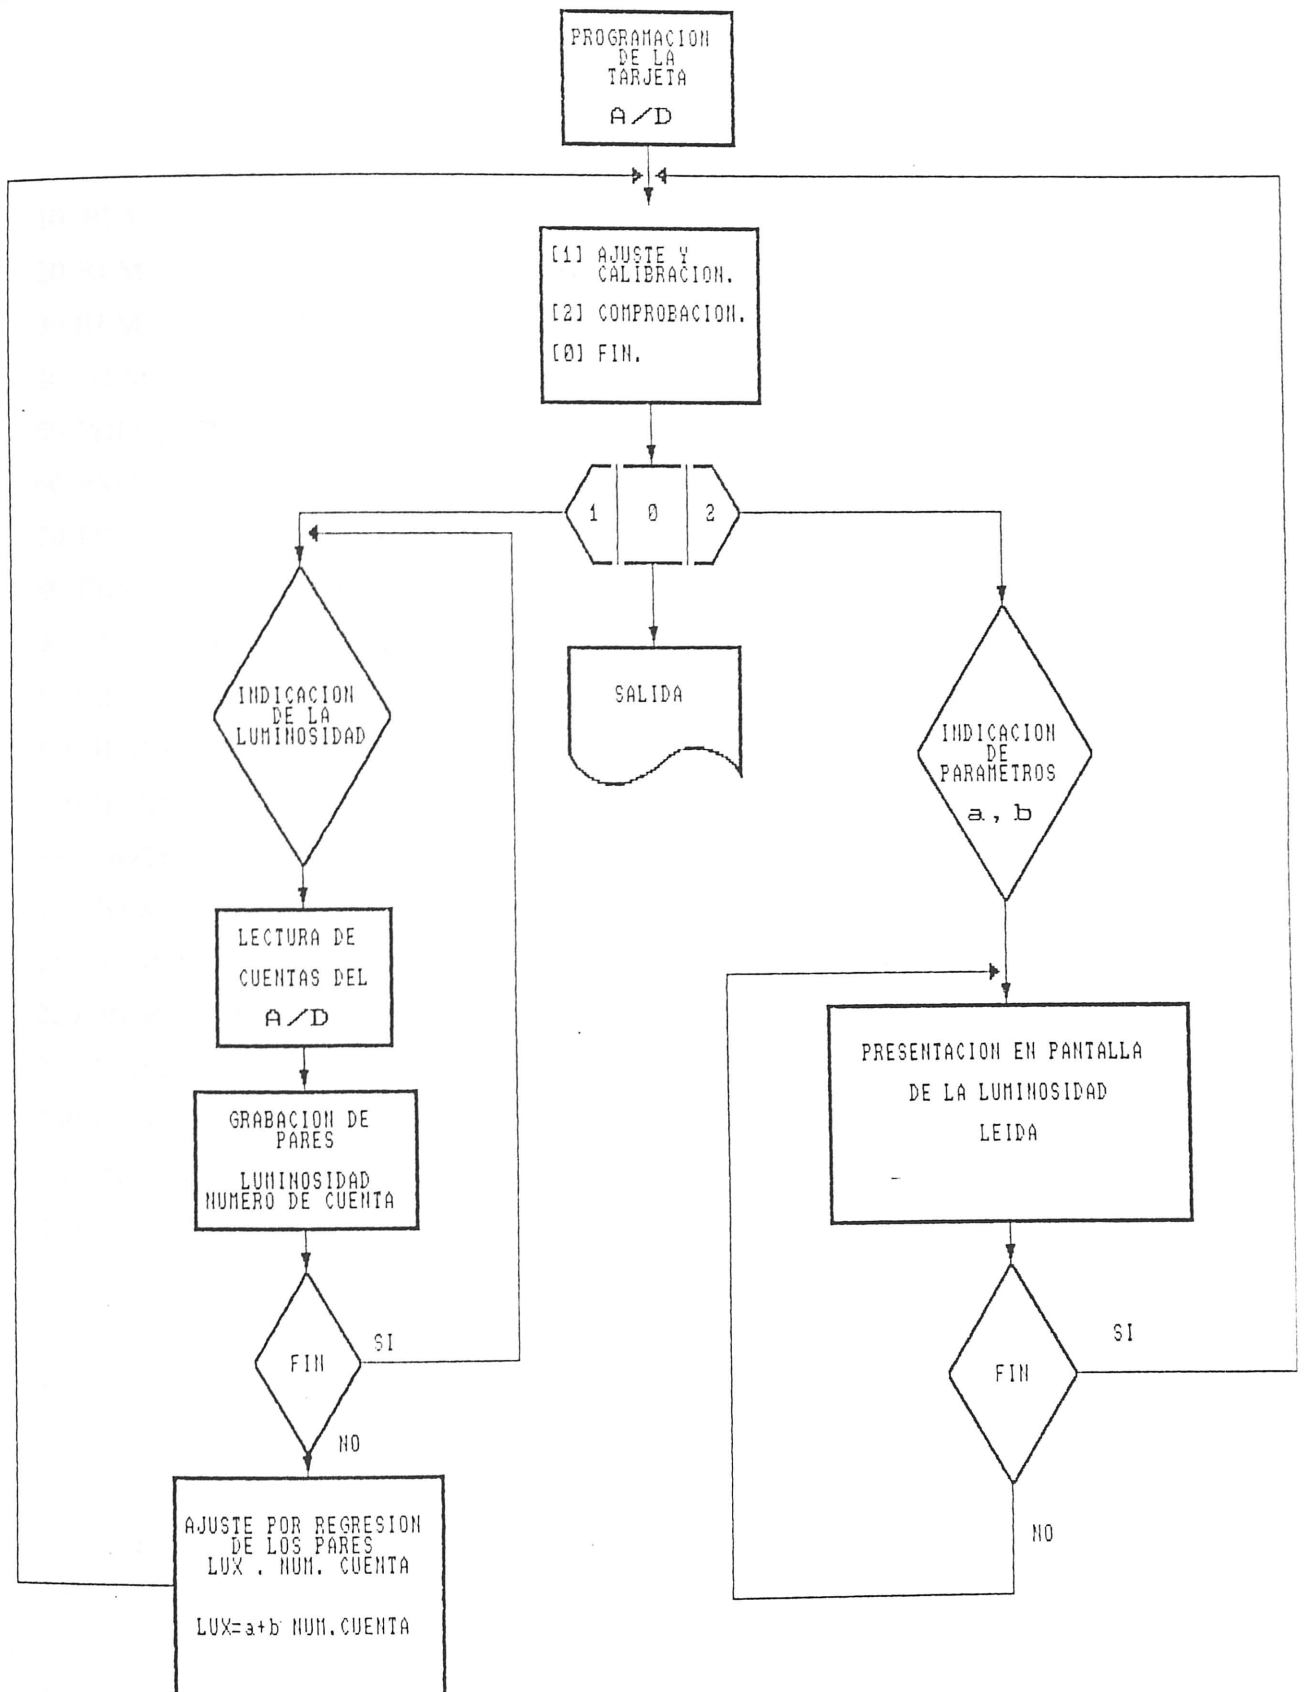 PROGRAMACION
DE LA
TARJETA
A/D
[1] AJUSTE Y
CALIBRACION.
[2] COMPROBACION.
[0] FIN.
1 0 2
INDICACION
DE LA
LUMINOSIDAD
SALIDA
INDICACION
DE
PARAMETROS
a, b
LECTURA DE
CUENTAS DEL
A/D
GRABACION DE
PARES
LUMINOSIDAD
NUMERO DE CUENTA
PRESENTACION EN PANTALLA
DE LA LUMINOSIDAD
LEIDA
FIN
SI
NO
FIN
SI
NO
AJUSTE POR REGRESION
DE LOS PARES
LUX . NUM. CUENTA
LUX=a+b NUM.CUENTA